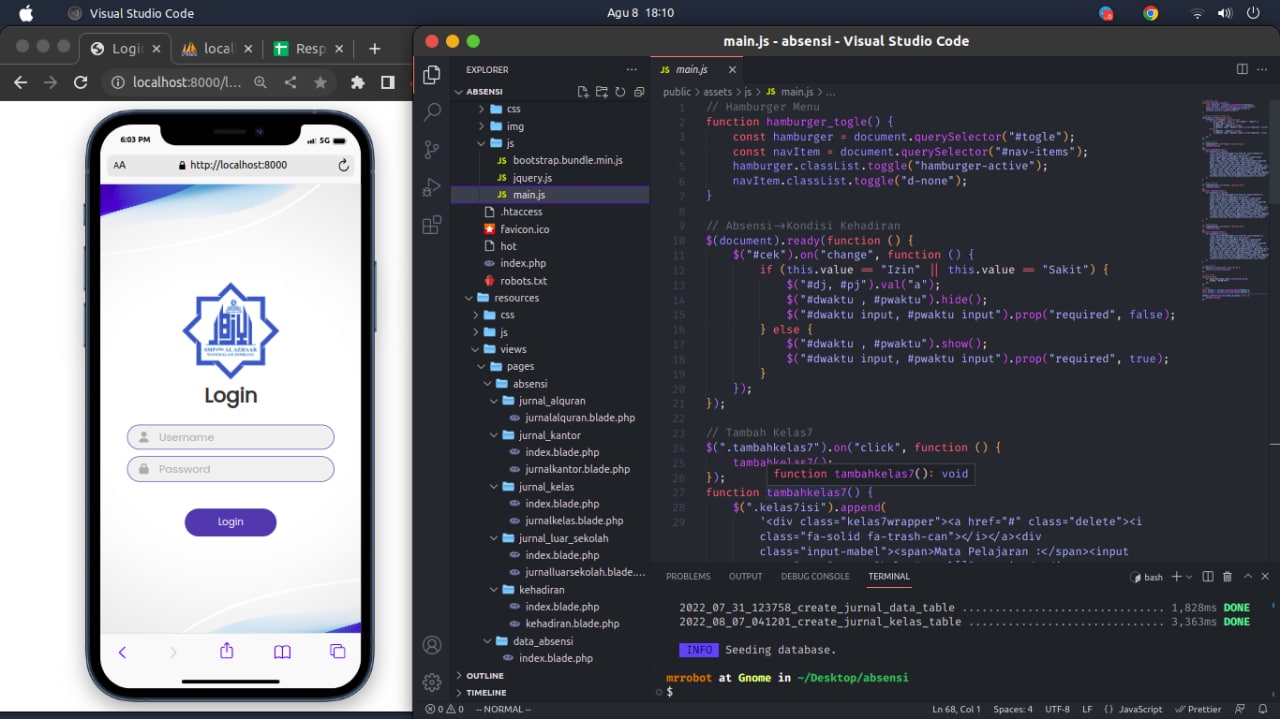 Visual Studio Code
Agu 8 18:10
Logir
local
Resp
localhost:8000/l...
6:03 PM
5G
AA
http://localhost:8000
Login
Username
Password
Login
main.js - absensi - Visual Studio Code
EXPLORER
ABSENSI
css
img
js
bootstrap.bundle.min.js
jquery.js
main.js
.htaccess
favicon.ico
hot
index.php
robots.txt
resources
css
js
views
pages
absensi
jurnal_alquran
jurnalalquran.blade.php
jurnal_kantor
index.blade.php
jurnalkantor.blade.php
jurnal_kelas
index.blade.php
jurnalkelas.blade.php
jurnal_luar_sekolah
index.blade.php
jurnalluarsekolah.blade....
kehadiran
index.blade.php
kehadiran.blade.php
data_absensi
index.blade.php
OUTLINE
TIMELINE
JS main.js
public > assets > js > JS main.js > ...
1 // Hamburger Menu
2 function hamburger_togle() {
3 const hamburger = document.querySelector("#togle");
4 const navItem = document.querySelector("#nav-items");
5 hamburger.classList.toggle("hamburger-active");
6 navItem.classList.toggle("d-none");
7 }
8
9 // Absensi->Kondisi Kehadiran
10 $(document).ready(function () {
11 $("#cek").on("change", function () {
12 if (this.value == "Izin" || this.value == "Sakit") {
13 $("#dj, #pj").val("a");
14 $("#dwaktu , #pwaktu").hide();
15 $("#dwaktu input, #pwaktu input").prop("required", false);
16 } else {
17 $("#dwaktu , #pwaktu").show();
18 $("#dwaktu input, #pwaktu input").prop("required", true);
19 }
20 });
21 });
22
23 // Tambah Kelas7
24 $(".tambahkelas7").on("click", function () {
25 tambahkelas7();
function tambahkelas7(): void
26 });
27 function tambahkelas7() {
28 $(".kelas7isi").append(
29 '<div class="kelas7wrapper"><a href="#" class="delete"><i
class="fa-solid fa-trash-can"></i></a><div
class="input-mabel"><span>Mata Pelajaran :</span><input
PROBLEMS OUTPUT DEBUG CONSOLE TERMINAL
bash
2022_07_31_123758_create_jurnal_data_table .............................. 1,828ms DONE
2022_08_07_041201_create_jurnal_kelas_table ............................. 3,363ms DONE
INFO Seeding database.
mrrobot at Gnome in ~/Desktop/absensi
$
0 0 -- NORMAL --
Ln 68, Col 1 Spaces: 4 UTF-8 LF {} JavaScript Prettier